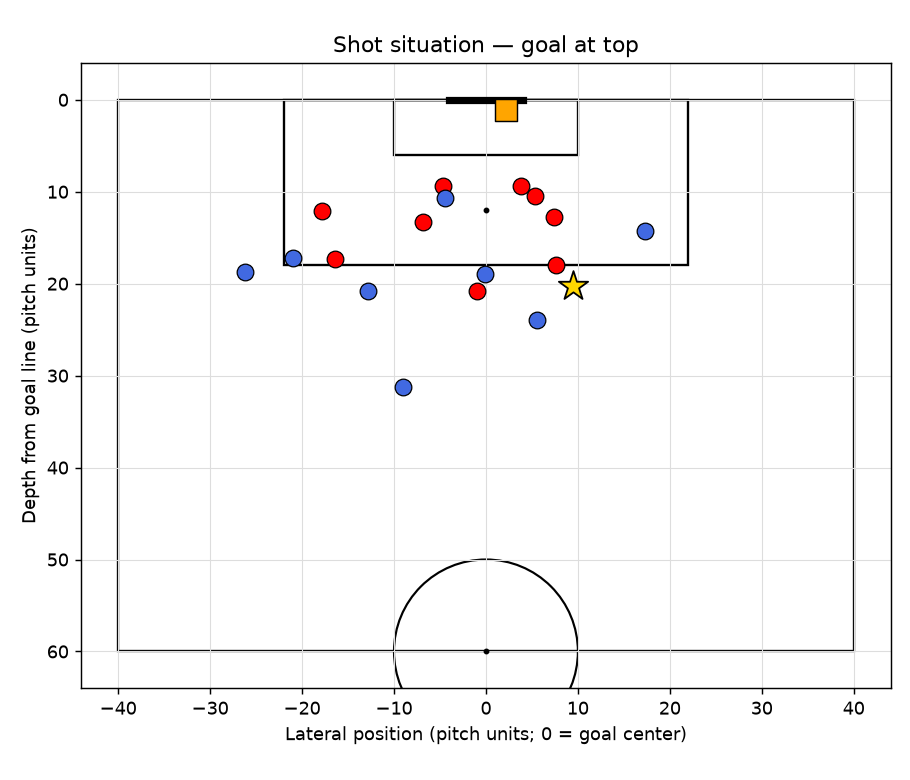 Shot situation — goal at top
0
10
20
30
40
50
60
Depth from goal line (pitch units)
−40 −30 −20 −10 0 10 20 30 40
Lateral position (pitch units; 0 = goal center)